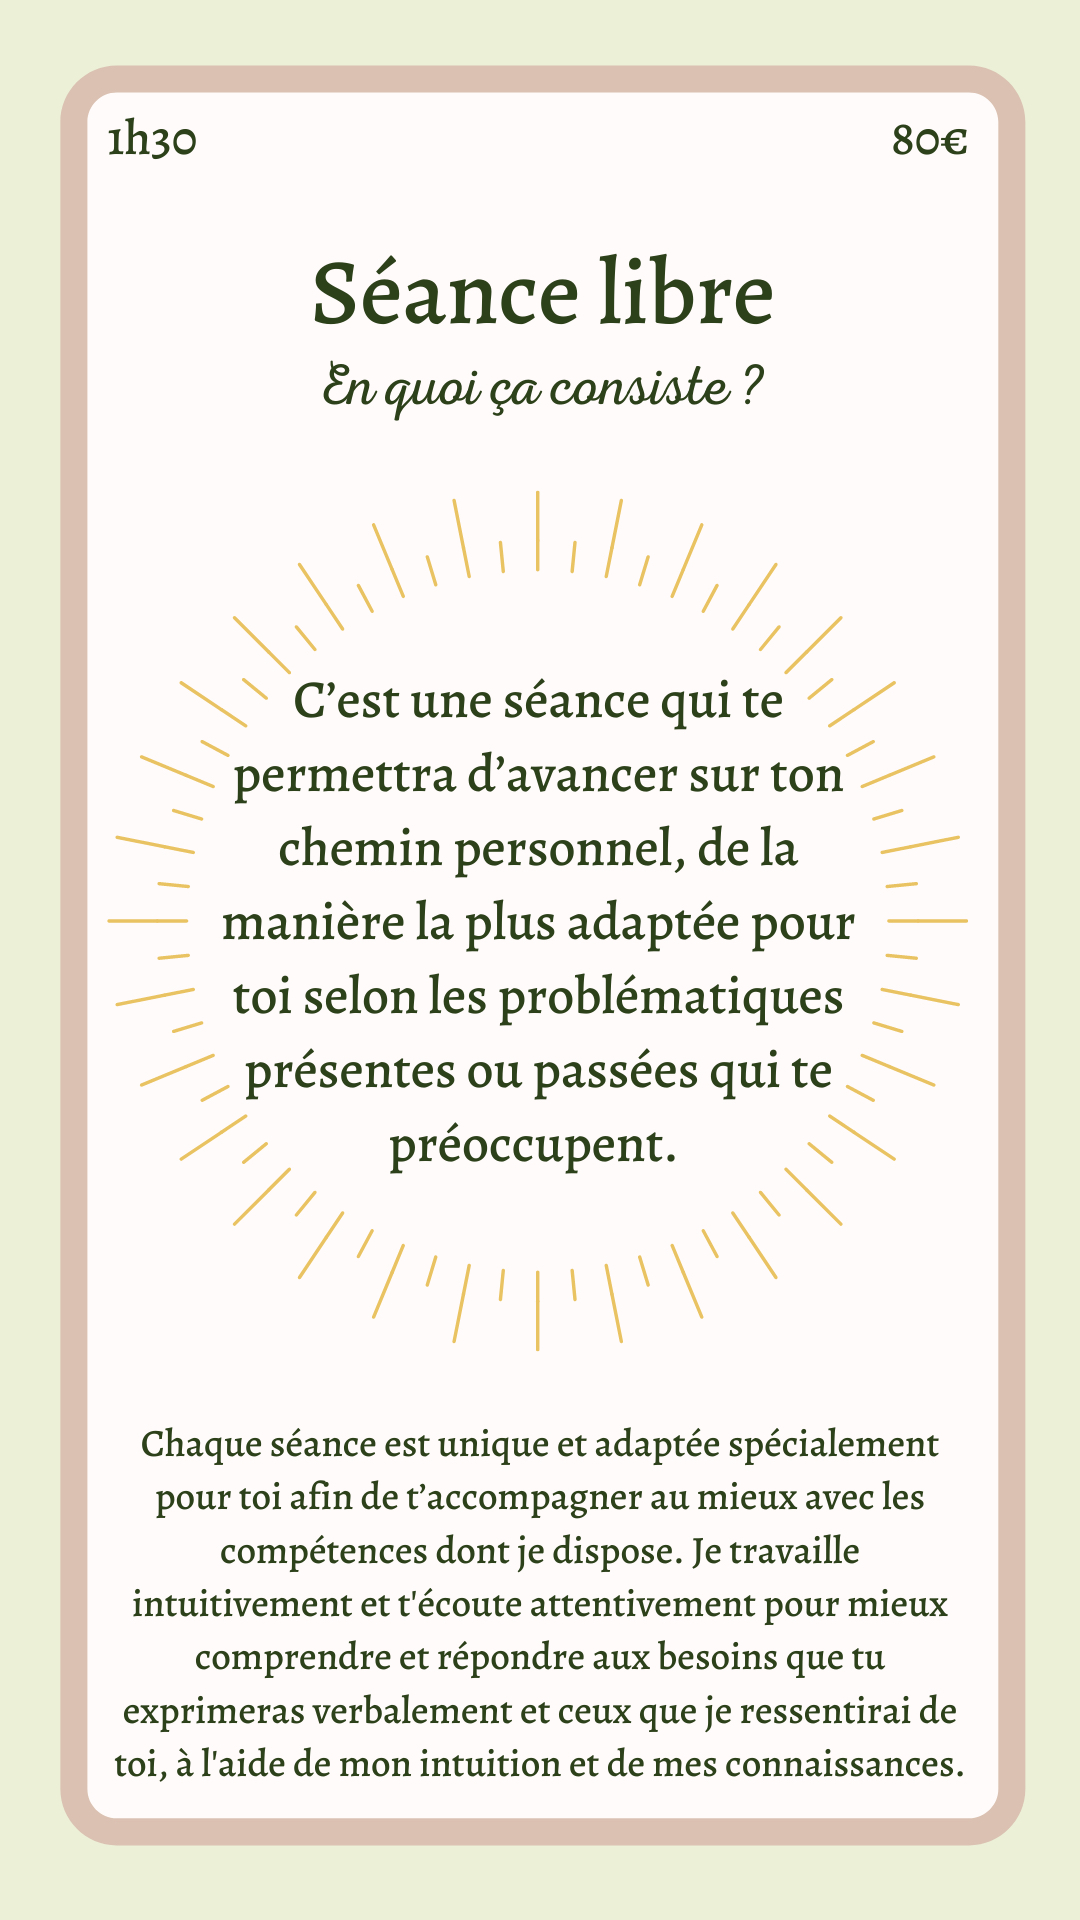 1h30
80€
Séance libre
En quoi ça consiste ?
C’est une séance qui te
permettra d’avancer sur ton
chemin personnel, de la
manière la plus adaptée pour
toi selon les problématiques
présentes ou passées qui te
préoccupent.
Chaque séance est unique et adaptée spécialement
pour toi afin de t’accompagner au mieux avec les
compétences dont je dispose. Je travaille
intuitivement et t'écoute attentivement pour mieux
comprendre et répondre aux besoins que tu
exprimeras verbalement et ceux que je ressentirai de
toi, à l'aide de mon intuition et de mes connaissances.